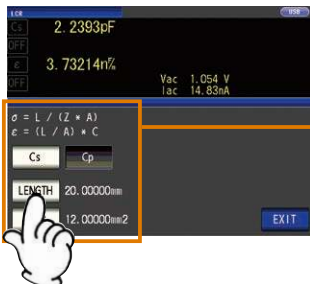 LCR USB
Cs 2.2393pF
OFF
ε 3.73214n%
OFF
Vac 1.054 V
Iac 14.83nA
σ = L / (Z * A)
ε = (L / A) * C
Cs Cp
LENGTH 20.00000mm
12.00000mm2
EXIT